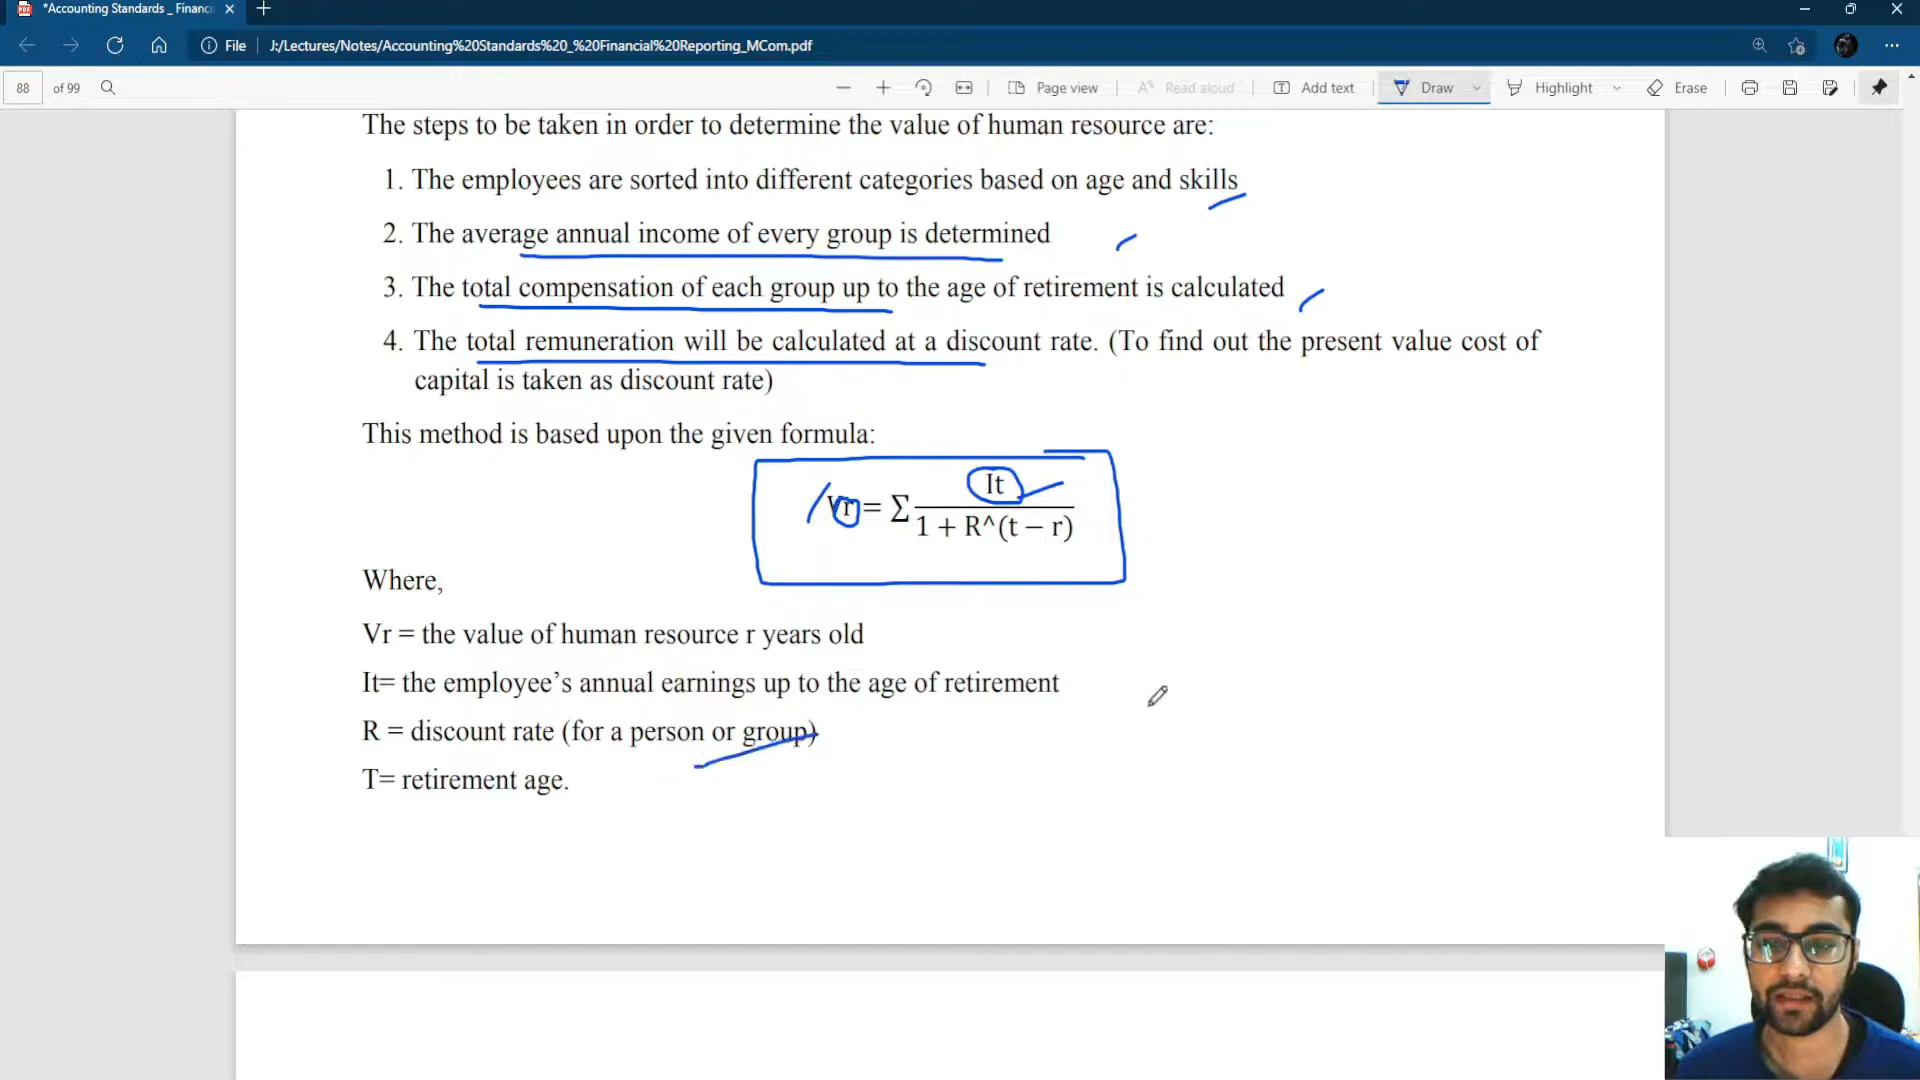 *Accounting Standards _ Financi
File J:/Lectures/Notes/Accounting%20Standards%20_%20Financial%20Reporting_MCom.pdf
88 of 99 Page view Read aloud Add text Draw Highlight Erase
The steps to be taken in order to determine the value of human resource are:
1. The employees are sorted into different categories based on age and skills
2. The average annual income of every group is determined
3. The total compensation of each group up to the age of retirement is calculated
4. The total remuneration will be calculated at a discount rate. (To find out the present value cost of
capital is taken as discount rate)
This method is based upon the given formula:
It
Vr = ∑
1 + R^(t − r)
Where,
Vr = the value of human resource r years old
It= the employee’s annual earnings up to the age of retirement
R = discount rate (for a person or group)
T= retirement age.